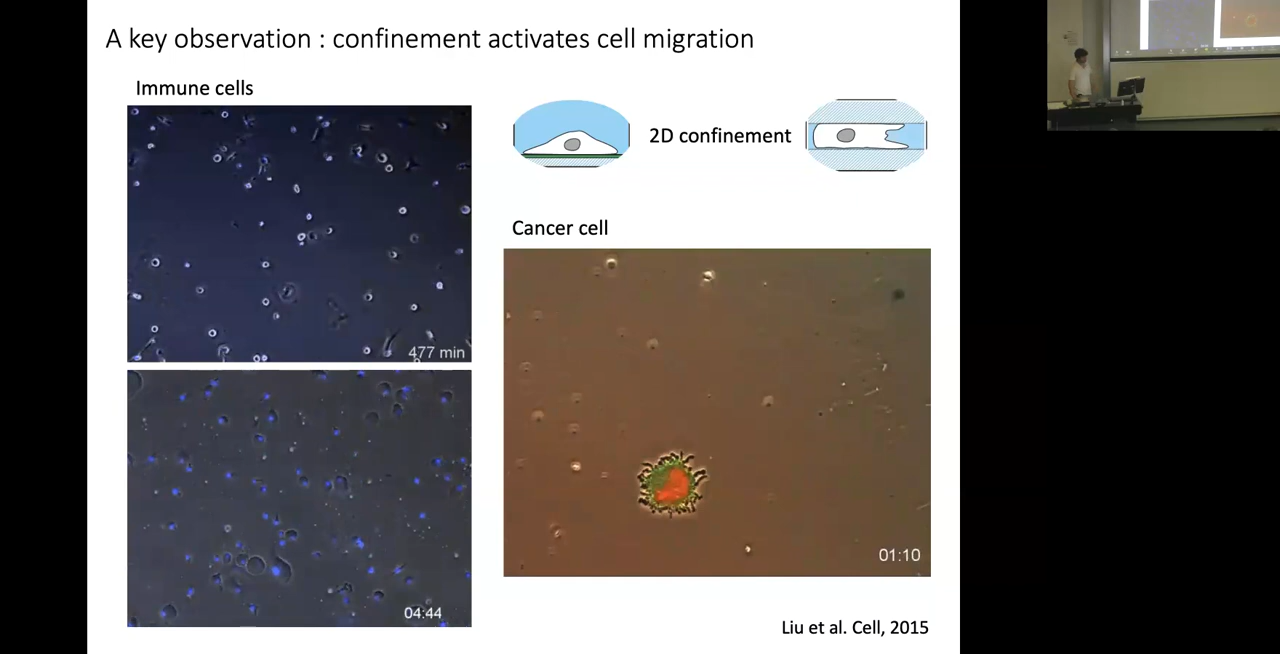 A key observation : confinement activates cell migration
Immune cells
2D confinement
Cancer cell
477 min
01:10
04:44
Liu et al. Cell, 2015